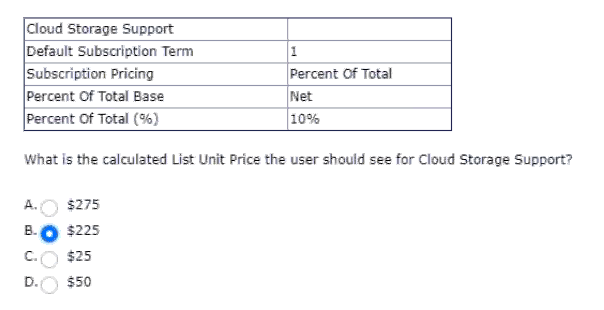 Cloud Storage Support
Default Subscription Term 1
Subscription Pricing Percent Of Total
Percent Of Total Base Net
Percent Of Total (%) 10%
What is the calculated List Unit Price the user should see for Cloud Storage Support?
A. $275
B. $225
C. $25
D. $50